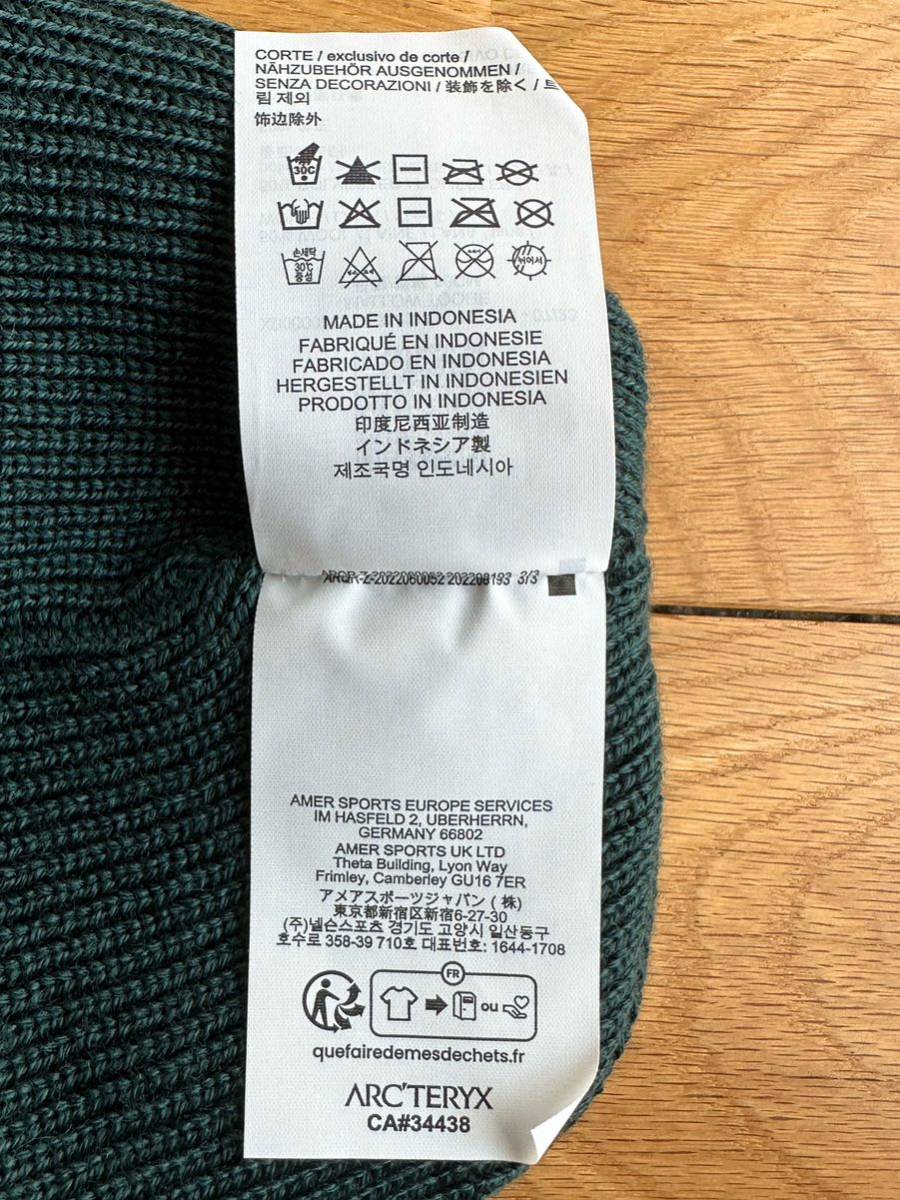 CORTE / exclusivo de corte /
NÄHZUBEHÖR AUSGENOMMEN /
SENZA DECORAZIONI / 装飾を除く / 트
림 제외
饰边除外
30C
손세탁
30℃
중성
뉘어서
MADE IN INDONESIA
FABRIQUÉ EN INDONESIE
FABRICADO EN INDONESIA
HERGESTELLT IN INDONESIEN
PRODOTTO IN INDONESIA
印度尼西亚制造
インドネシア製
제조국명 인도네시아
3/3
AMER SPORTS EUROPE SERVICES
IM HASFELD 2, UBERHERRN,
GERMANY 66802
AMER SPORTS UK LTD
Theta Building, Lyon Way
Frimley, Camberley GU16 7ER
アメアスポーツジャパン (株)
東京都新宿区新宿6-27-30
(주)넬슨스포츠 경기도 고양시 일산동구
호수로 358-39 710호 대표번호: 1644-1708
FR
ou
quefairedemesdechets.fr
ARC'TERYX
CA#34438